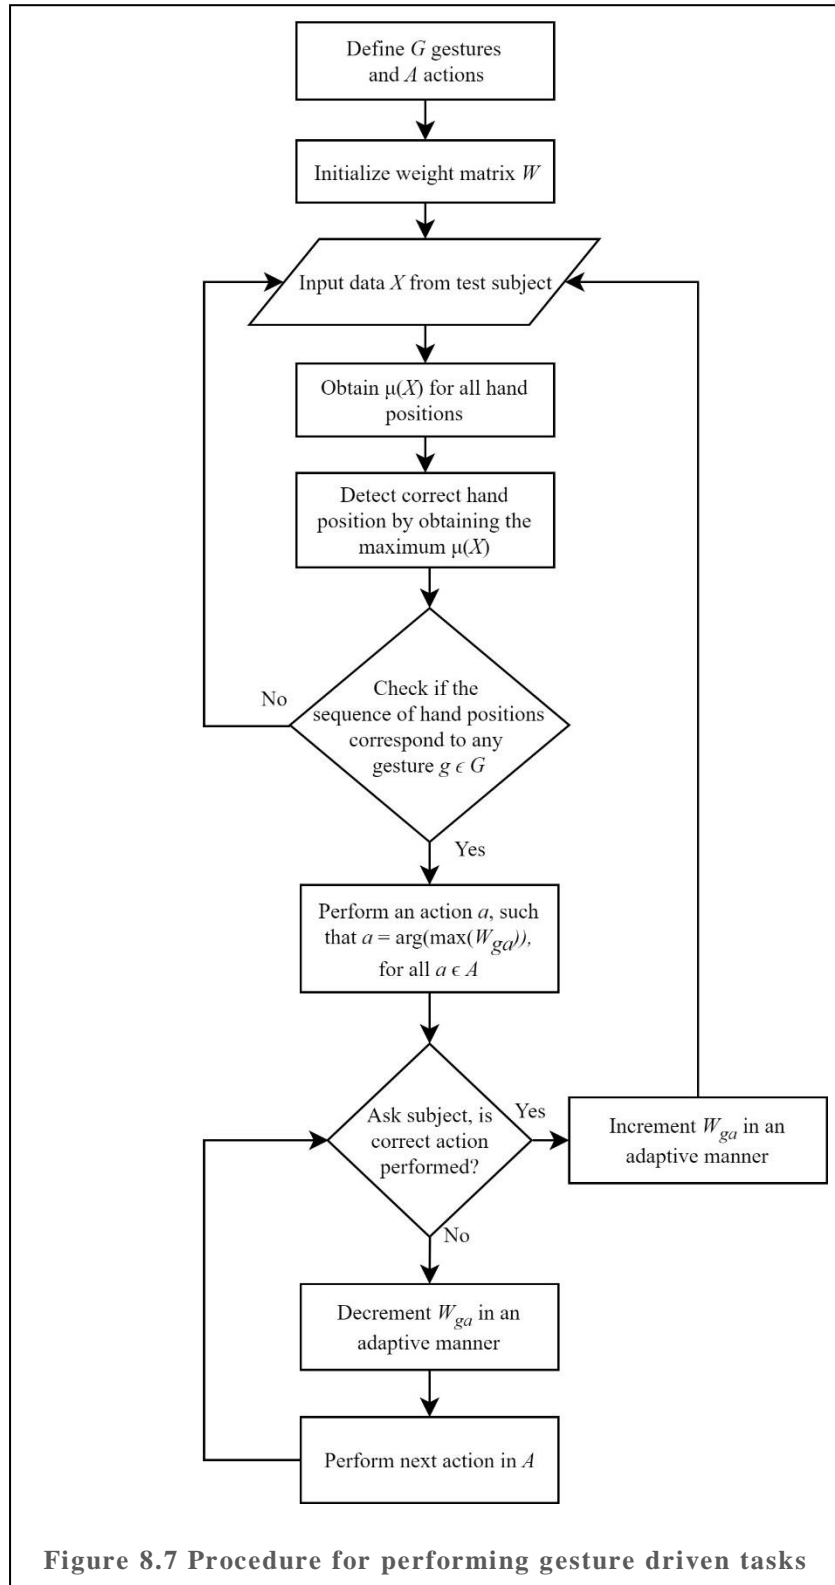 Define G gestures
and A actions
Initialize weight matrix W
Input data X from test subject
Obtain μ(X) for all hand
positions
Detect correct hand
position by obtaining the
maximum μ(X)
No
Check if the
sequence of hand positions
correspond to any
gesture g ϵ G
Yes
Perform an action a, such
that a = arg(max(Wga)),
for all a ϵ A
Ask subject, is
correct action
performed?
Yes
Increment Wga in an
adaptive manner
No
Decrement Wga in an
adaptive manner
Perform next action in A
Figure 8.7 Procedure for performing gesture driven tasks